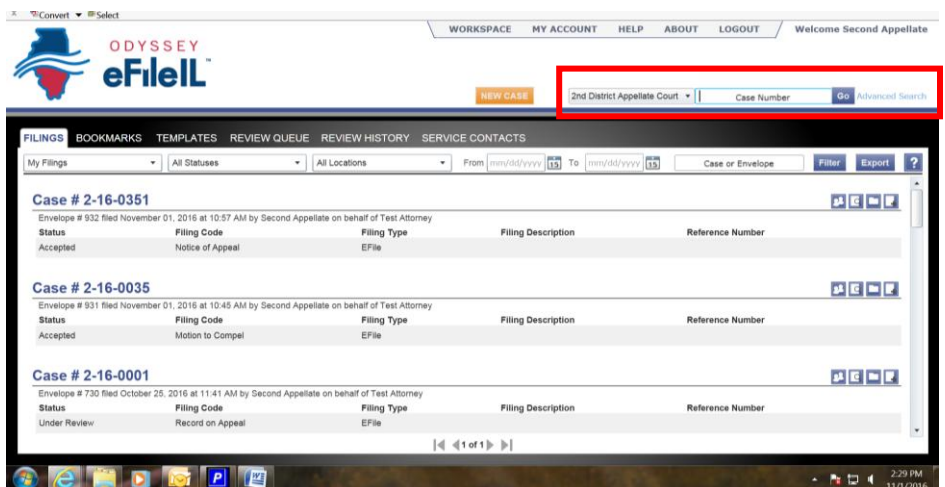 x Convert ▼ Select
WORKSPACE MY ACCOUNT HELP ABOUT LOGOUT Welcome Second Appellate
ODYSSEY
eFileIL™
NEW CASE 2nd District Appellate Court Case Number Go Advanced Search
FILINGS BOOKMARKS TEMPLATES REVIEW QUEUE REVIEW HISTORY SERVICE CONTACTS
My Filings All Statuses All Locations From mm/dd/yyyy 15 To mm/dd/yyyy 15 Case or Envelope Filter Export ?
Case # 2-16-0351
Envelope # 932 filed November 01, 2016 at 10:57 AM by Second Appellate on behalf of Test Attorney
Status Filing Code Filing Type Filing Description Reference Number
Accepted Notice of Appeal EFile
Case # 2-16-0035
Envelope # 931 filed November 01, 2016 at 10:45 AM by Second Appellate on behalf of Test Attorney
Status Filing Code Filing Type Filing Description Reference Number
Accepted Motion to Compel EFile
Case # 2-16-0001
Envelope # 730 filed October 25, 2016 at 11:41 AM by Second Appellate on behalf of Test Attorney
Status Filing Code Filing Type Filing Description Reference Number
Under Review Record on Appeal EFile
1 of 1
P W 2:29 PM
11/1/2016